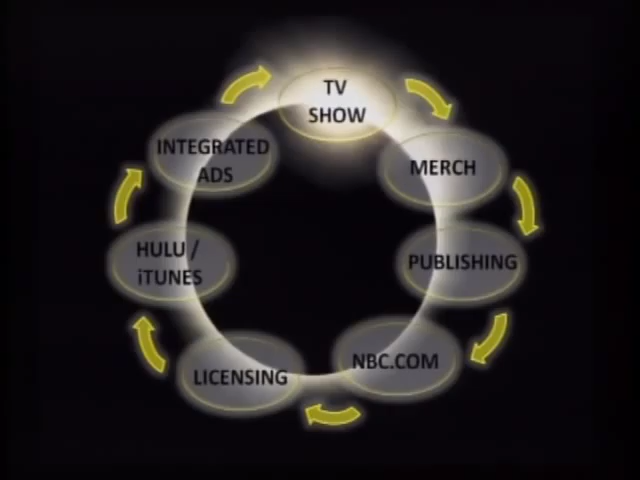 TV
SHOW
MERCH
PUBLISHING
NBC.COM
LICENSING
HULU /
iTUNES
INTEGRATED
ADS